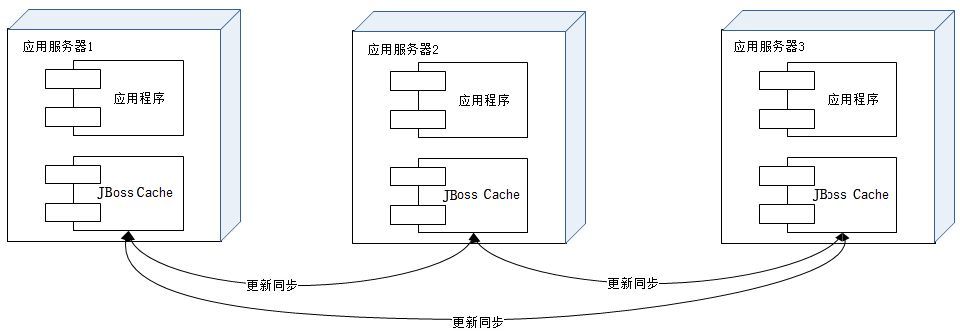 应用服务器1
应用服务器2
应用服务器3
应用程序
应用程序
应用程序
JBoss Cache
JBoss Cache
JBoss Cache
更新同步
更新同步
更新同步